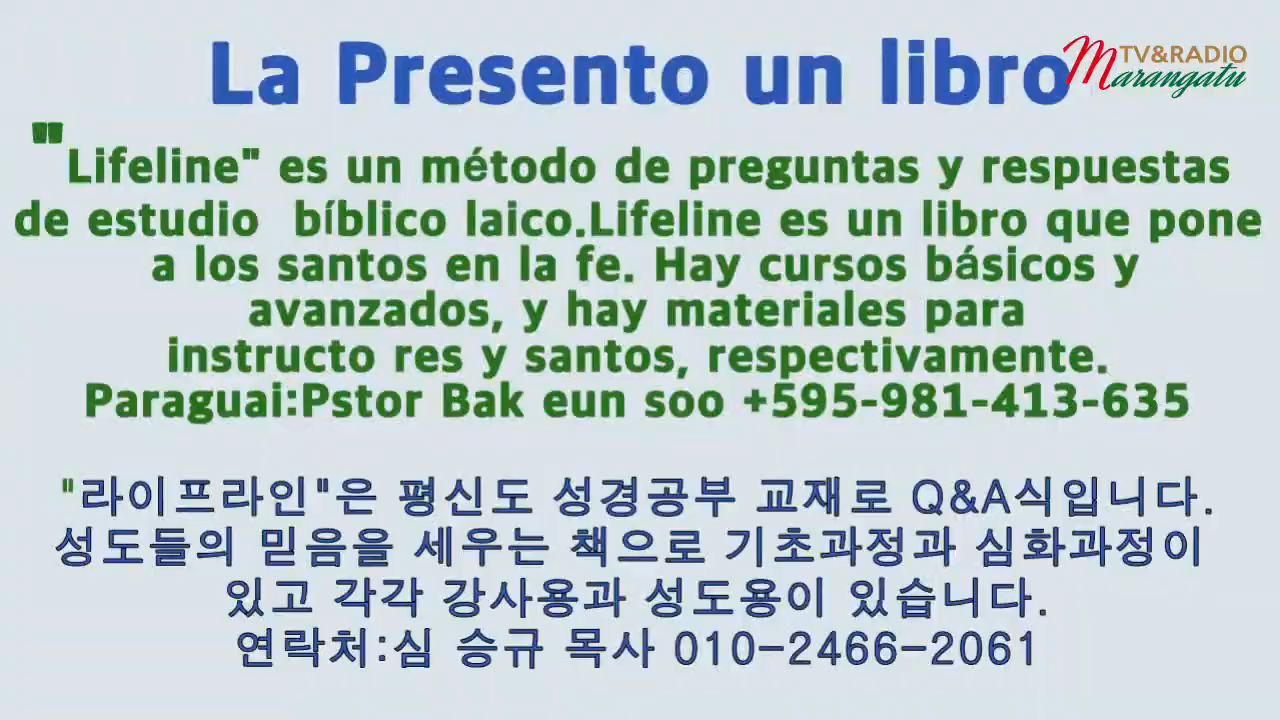 La Presento un libro
TV&RADIO
Marangatu
"Lifeline" es un método de preguntas y respuestas
de estudio bíblico laico.Lifeline es un libro que pone
a los santos en la fe. Hay cursos básicos y
avanzados, y hay materiales para
instructo res y santos, respectivamente.
Paraguai:Pstor Bak eun soo +595-981-413-635
"라이프라인"은 평신도 성경공부 교재로 Q&A식입니다.
성도들의 믿음을 세우는 책으로 기초과정과 심화과정이
있고 각각 강사용과 성도용이 있습니다.
연락처:심 승규 목사 010-2466-2061